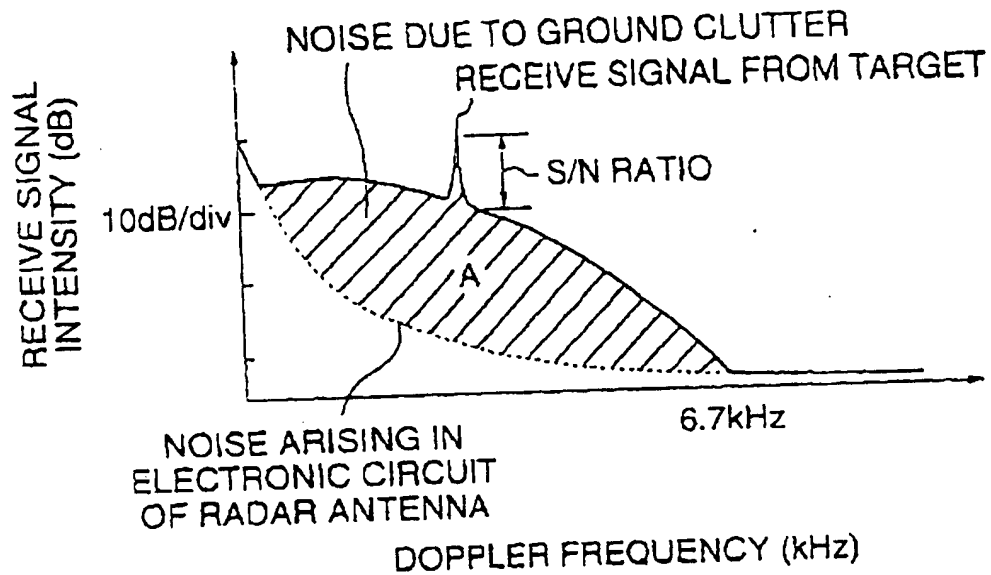 NOISE DUE TO GROUND CLUTTER
RECEIVE SIGNAL FROM TARGET
S/N RATIO
RECEIVE SIGNAL
INTENSITY (dB)
10dB/div
A
6.7kHz
NOISE ARISING IN
ELECTRONIC CIRCUIT
OF RADAR ANTENNA
DOPPLER FREQUENCY (kHz)